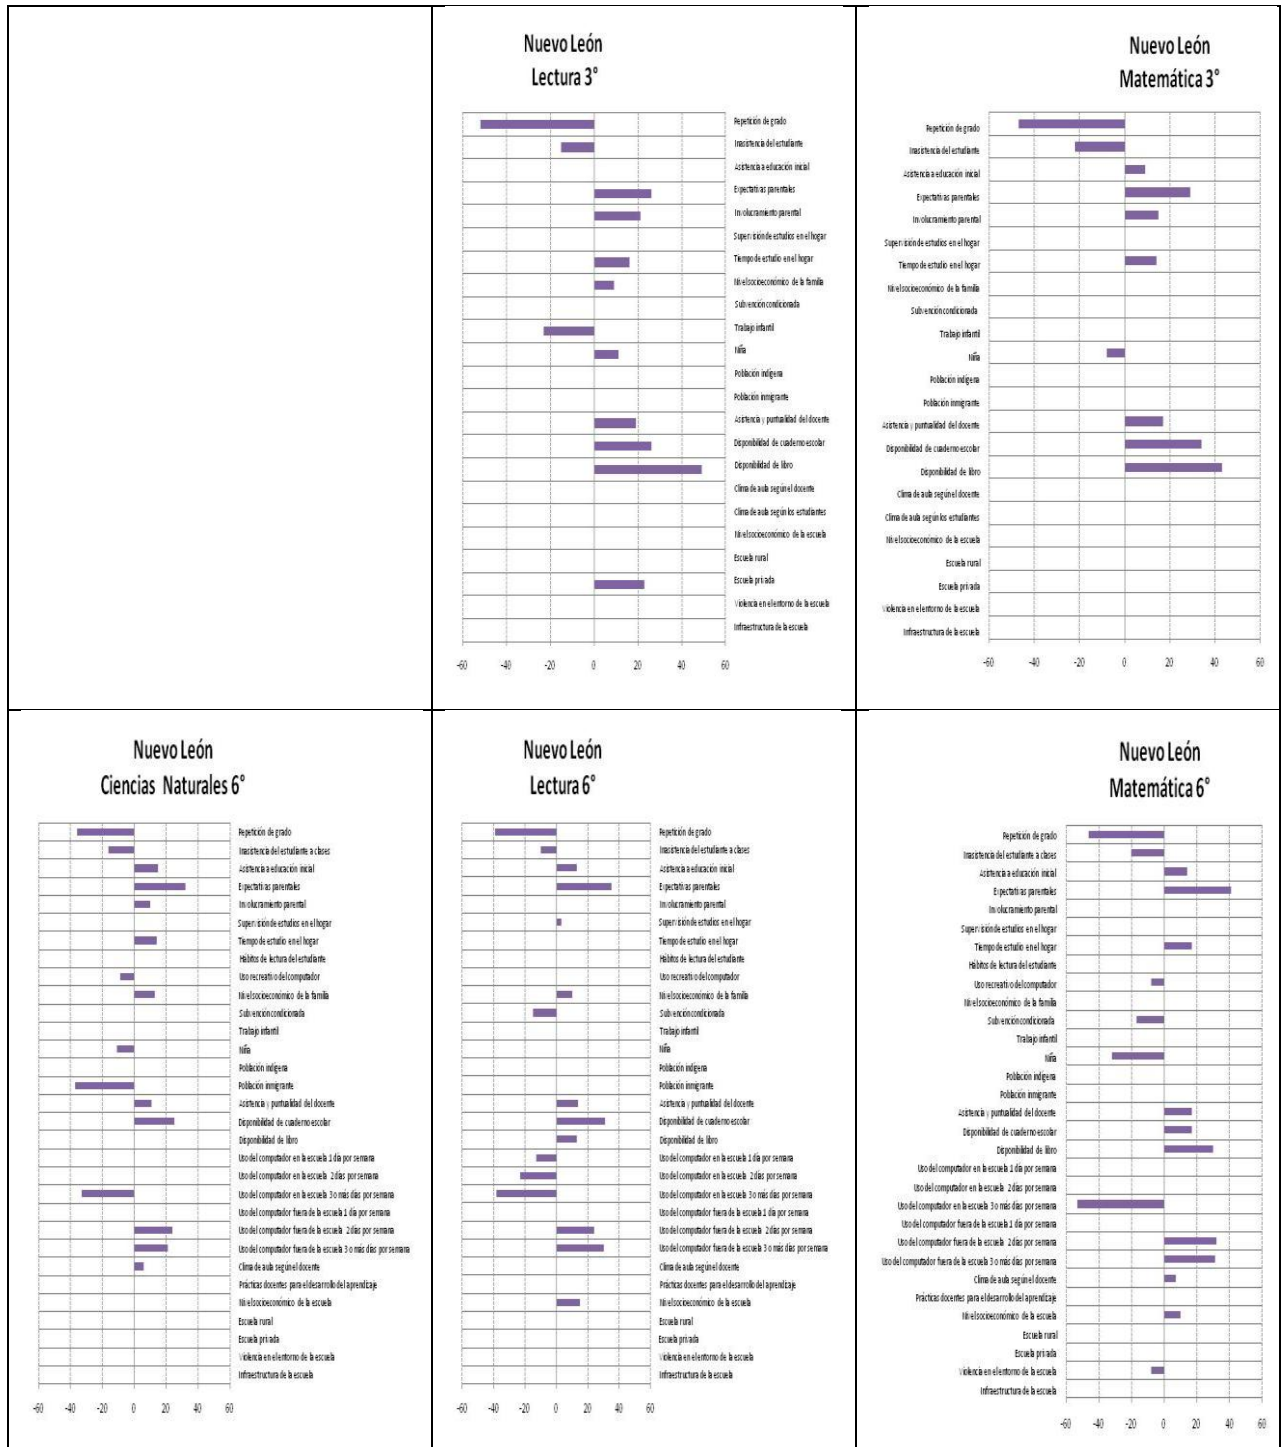 Nuevo León
Lectura 3°
Repetición de grado
Inasistencia del estudiante
Asistencia a educación inicial
Expectativas parentales
Involucramiento parental
Supervisión de estudios en el hogar
Tiempo de estudio en el hogar
Nivel socioeconómico de la familia
Subvención condicionada
Trabajo infantil
Niña
Población indígena
Población inmigrante
Asistencia y puntualidad del docente
Disponibilidad de cuaderno escolar
Disponibilidad de libro
Clima de aula según el docente
Clima de aula según los estudiantes
Nivel socioeconómico de la escuela
Escuela rural
Escuela privada
Violencia en el entorno de la escuela
Infraestructura de la escuela
-60 -40 -20 0 20 40 60
Nuevo León
Matemática 3°
Repetición de grado
Inasistencia del estudiante
Asistencia a educación inicial
Expectativas parentales
Involucramiento parental
Supervisión de estudios en el hogar
Tiempo de estudio en el hogar
Nivel socioeconómico de la familia
Subvención condicionada
Trabajo infantil
Niña
Población indígena
Población inmigrante
Asistencia y puntualidad del docente
Disponibilidad de cuaderno escolar
Disponibilidad de libro
Clima de aula según el docente
Clima de aula según los estudiantes
Nivel socioeconómico de la escuela
Escuela rural
Escuela privada
Violencia en el entorno de la escuela
Infraestructura de la escuela
-60 -40 -20 0 20 40 60
Nuevo León
Ciencias Naturales 6°
Repetición de grado
Inasistencia del estudiante a clases
Asistencia a educación inicial
Expectativas parentales
Involucramiento parental
Supervisión de estudios en el hogar
Tiempo de estudio en el hogar
Hábitos de lectura del estudiante
Uso recreativo del computador
Nivel socioeconómico de la familia
Subvención condicionada
Trabajo infantil
Niña
Población indígena
Población inmigrante
Asistencia y puntualidad del docente
Disponibilidad de cuaderno escolar
Disponibilidad de libro
Uso del computador en la escuela 1 día por semana
Uso del computador en la escuela 2 días por semana
Uso del computador en la escuela 3 o más días por semana
Uso del computador fuera de la escuela 1 día por semana
Uso del computador fuera de la escuela 2 días por semana
Uso del computador fuera de la escuela 3 o más días por semana
Clima de aula según el docente
Prácticas docentes para el desarrollo del aprendizaje
Nivel socioeconómico de la escuela
Escuela rural
Escuela privada
Violencia en el entorno de la escuela
Infraestructura de la escuela
-60 -40 -20 0 20 40 60
Nuevo León
Lectura 6°
Repetición de grado
Inasistencia del estudiante a clases
Asistencia a educación inicial
Expectativas parentales
Involucramiento parental
Supervisión de estudios en el hogar
Tiempo de estudio en el hogar
Hábitos de lectura del estudiante
Uso recreativo del computador
Nivel socioeconómico de la familia
Subvención condicionada
Trabajo infantil
Niña
Población indígena
Población inmigrante
Asistencia y puntualidad del docente
Disponibilidad de cuaderno escolar
Disponibilidad de libro
Uso del computador en la escuela 1 día por semana
Uso del computador en la escuela 2 días por semana
Uso del computador en la escuela 3 o más días por semana
Uso del computador fuera de la escuela 1 día por semana
Uso del computador fuera de la escuela 2 días por semana
Uso del computador fuera de la escuela 3 o más días por semana
Clima de aula según el docente
Prácticas docentes para el desarrollo del aprendizaje
Nivel socioeconómico de la escuela
Escuela rural
Escuela privada
Violencia en el entorno de la escuela
Infraestructura de la escuela
-60 -40 -20 0 20 40 60
Nuevo León
Matemática 6°
Repetición de grado
Inasistencia del estudiante a clases
Asistencia a educación inicial
Expectativas parentales
Involucramiento parental
Supervisión de estudios en el hogar
Tiempo de estudio en el hogar
Hábitos de lectura del estudiante
Uso recreativo del computador
Nivel socioeconómico de la familia
Subvención condicionada
Trabajo infantil
Niña
Población indígena
Población inmigrante
Asistencia y puntualidad del docente
Disponibilidad de cuaderno escolar
Disponibilidad de libro
Uso del computador en la escuela 1 día por semana
Uso del computador en la escuela 2 días por semana
Uso del computador en la escuela 3 o más días por semana
Uso del computador fuera de la escuela 1 día por semana
Uso del computador fuera de la escuela 2 días por semana
Uso del computador fuera de la escuela 3 o más días por semana
Clima de aula según el docente
Prácticas docentes para el desarrollo del aprendizaje
Nivel socioeconómico de la escuela
Escuela rural
Escuela privada
Violencia en el entorno de la escuela
Infraestructura de la escuela
-60 -40 -20 0 20 40 60